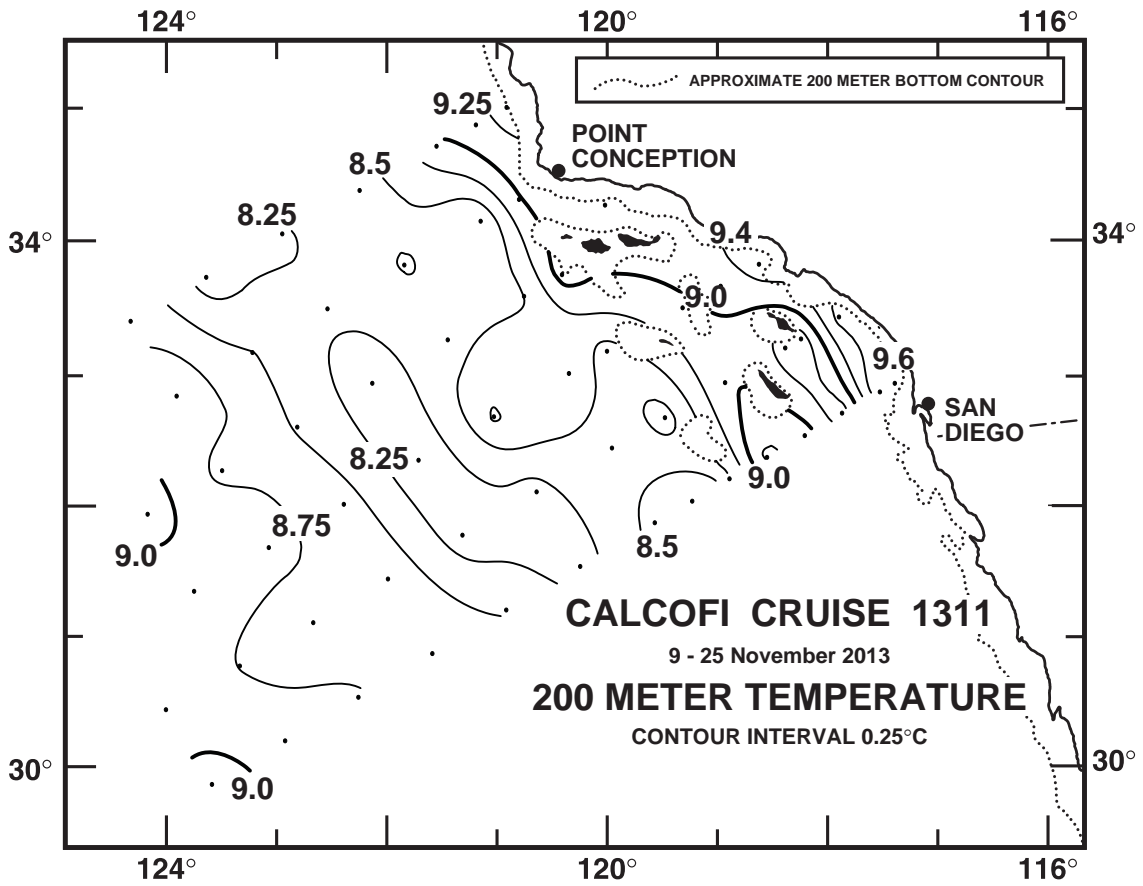 124° 120° 116°
APPROXIMATE 200 METER BOTTOM CONTOUR
9.25
POINT
CONCEPTION
8.5
8.25
9.4
34° 34°
9.0
9.6
SAN
DIEGO
8.25
9.0
8.75
8.5
9.0
CALCOFI CRUISE 1311
9 - 25 November 2013
200 METER TEMPERATURE
CONTOUR INTERVAL 0.25°C
30° 30°
9.0
124° 120° 116°